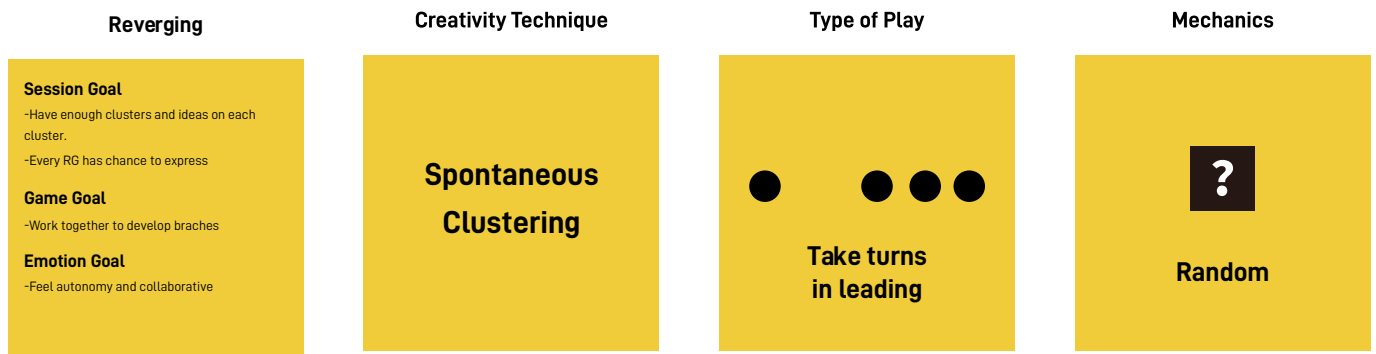 Reverging
Session Goal
-Have enough clusters and ideas on each
cluster.
-Every RG has chance to express
Game Goal
-Work together to develop braches
Emotion Goal
-Feel autonomy and collaborative
Creativity Technique
Spontaneous
Clustering
Type of Play
Take turns
in leading
Mechanics
?
Random